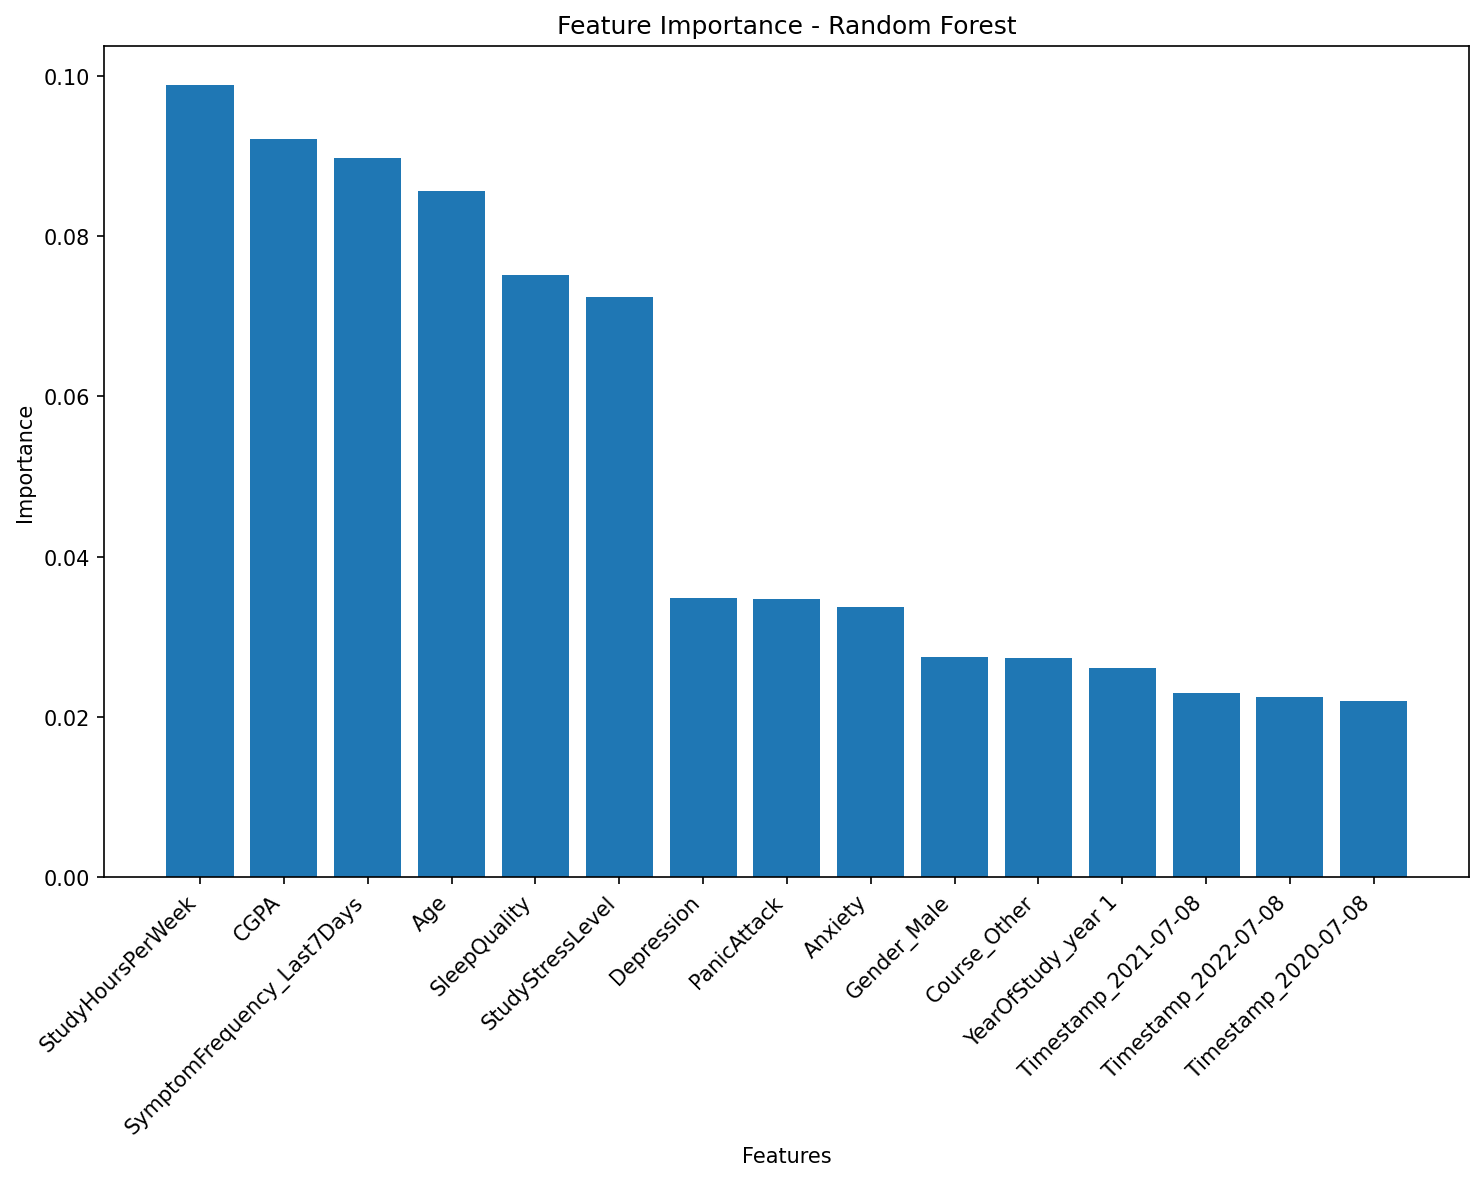 Feature Importance - Random Forest
Importance
0.10
0.08
0.06
0.04
0.02
0.00
StudyHoursPerWeek
CGPA
SymptomFrequency_Last7Days
Age
SleepQuality
StudyStressLevel
Depression
PanicAttack
Anxiety
Gender_Male
Course_Other
YearOfStudy_year 1
Timestamp_2021-07-08
Timestamp_2022-07-08
Timestamp_2020-07-08
Features